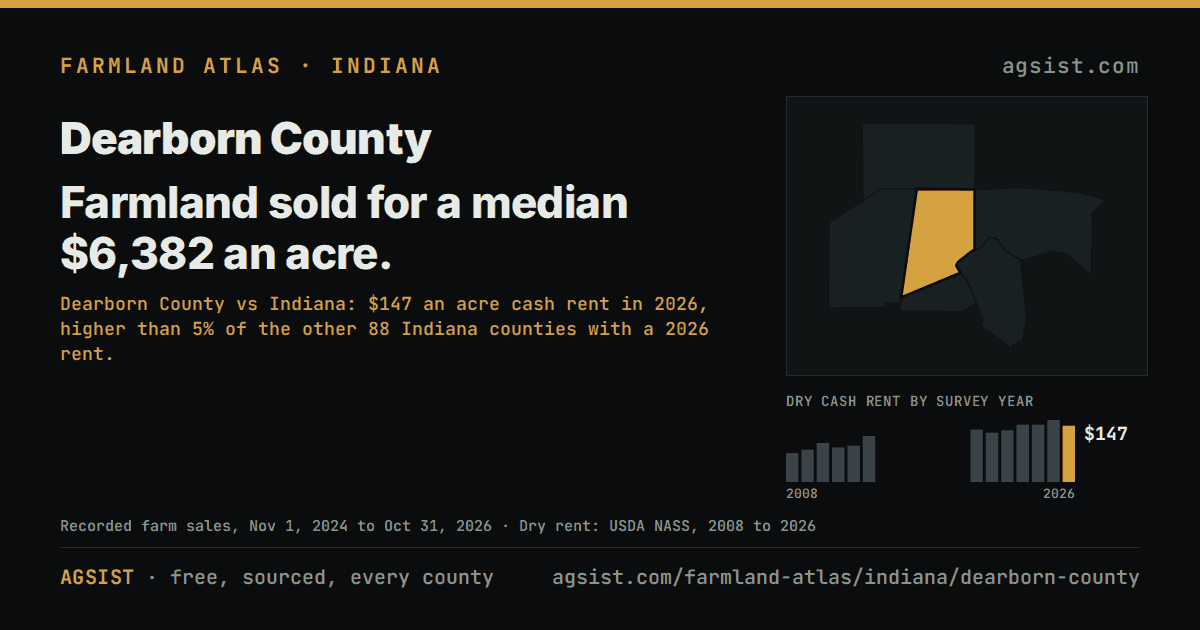 FARMLAND ATLAS · INDIANA
agsist.com
Dearborn County
Farmland sold for a median
$6,382 an acre.
Dearborn County vs Indiana: $147 an acre cash rent in 2026,
higher than 5% of the other 88 Indiana counties with a 2026
rent.
DRY CASH RENT BY SURVEY YEAR
$147
2008
2026
Recorded farm sales, Nov 1, 2024 to Oct 31, 2026 · Dry rent: USDA NASS, 2008 to 2026
AGSIST · free, sourced, every county
agsist.com/farmland-atlas/indiana/dearborn-county